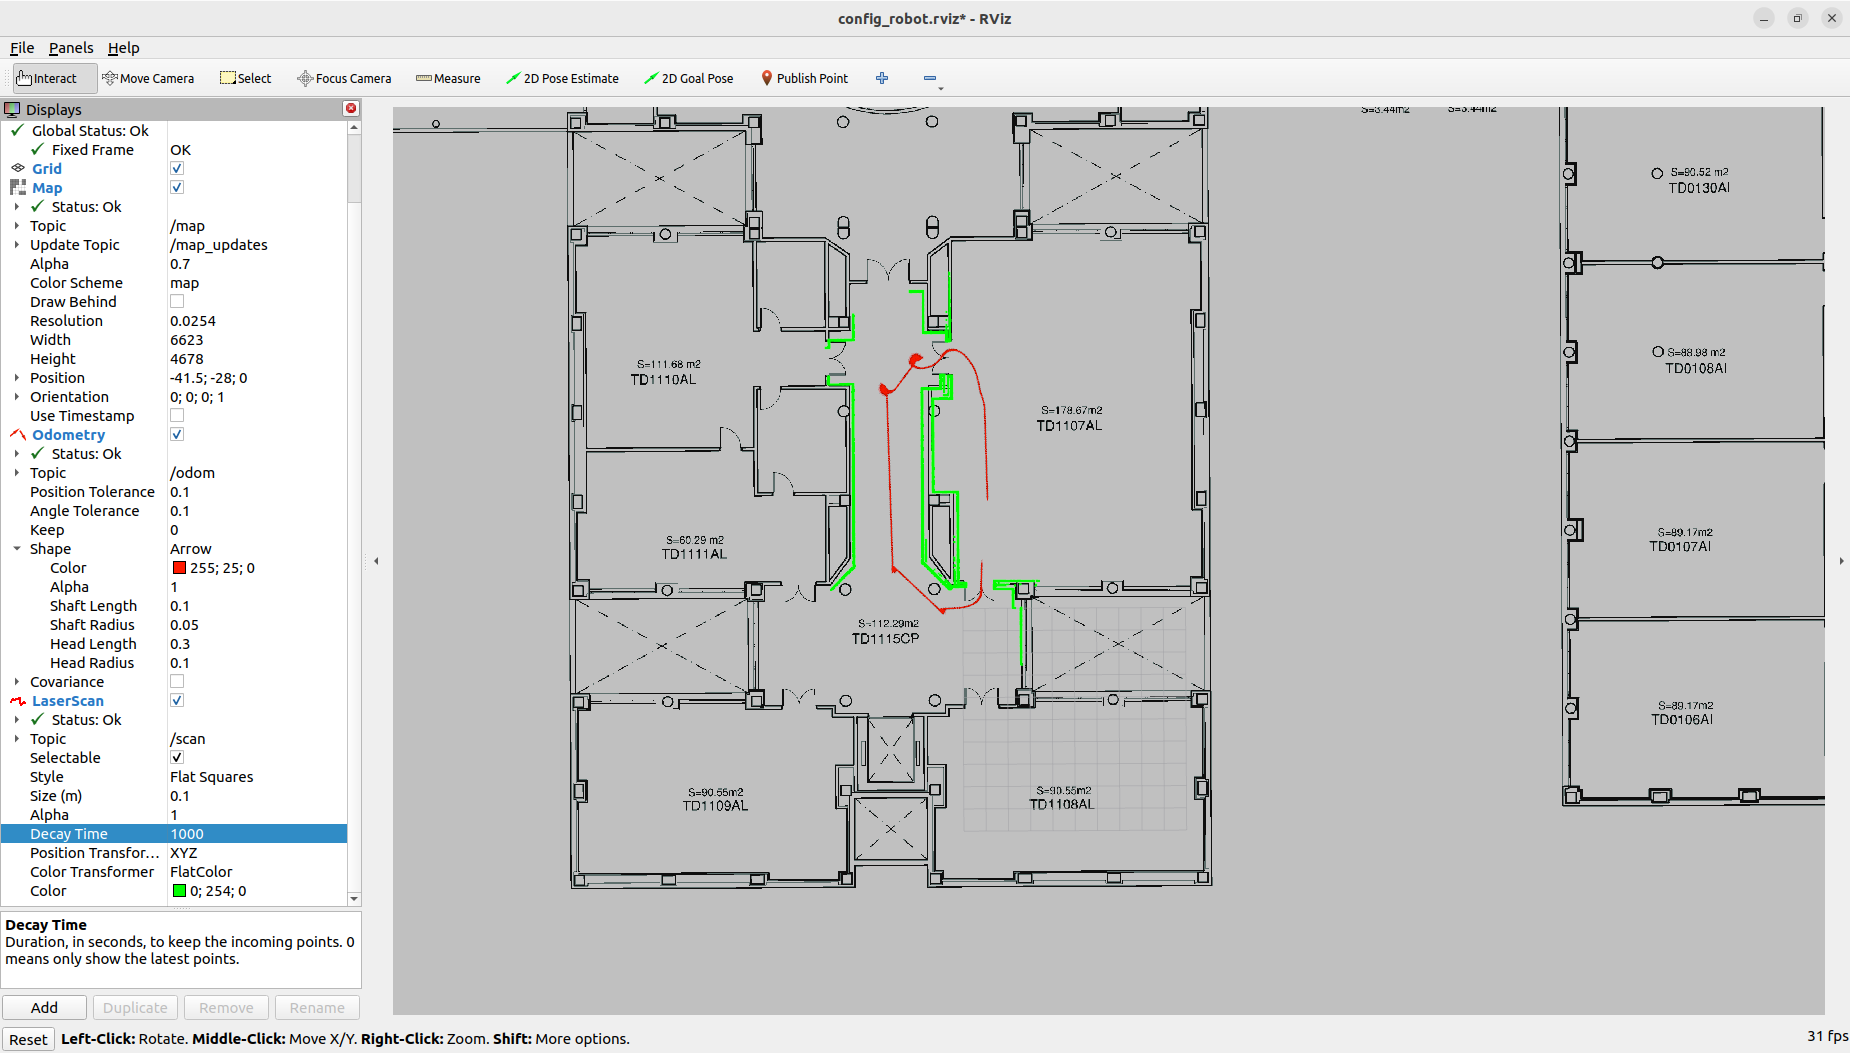 config_robot.rviz* - RViz
File Panels Help
Interact Move Camera Select Focus Camera Measure 2D Pose Estimate 2D Goal Pose Publish Point
Displays
Global Status: Ok
Fixed Frame OK
Grid
Map
Status: Ok
Topic /map
Update Topic /map_updates
Alpha 0.7
Color Scheme map
Draw Behind
Resolution 0.0254
Width 6623
Height 4678
Position -41.5; -28; 0
Orientation 0; 0; 0; 1
Use Timestamp
Odometry
Status: Ok
Topic /odom
Position Tolerance 0.1
Angle Tolerance 0.1
Keep 0
Shape Arrow
Color 255; 25; 0
Alpha 1
Shaft Length 0.1
Shaft Radius 0.05
Head Length 0.3
Head Radius 0.1
Covariance
LaserScan
Status: Ok
Topic /scan
Selectable
Style Flat Squares
Size (m) 0.1
Alpha 1
Decay Time 1000
Position Transfor... XYZ
Color Transformer FlatColor
Color 0; 254; 0
Decay Time
Duration, in seconds, to keep the incoming points. 0
means only show the latest points.
Add Duplicate Remove Rename
Reset Left-Click: Rotate. Middle-Click: Move X/Y. Right-Click: Zoom. Shift: More options.
31 fps
S=3.44m2 S=3.44m2
S=90.52 m2
TD0130AI
S=111.68 m2
TD1110AL
S=178.67m2
TD1107AL
S=88.98 m2
TD0108AI
S=60.29 m2
TD1111AL
S=89.17m2
TD0107AI
S=112.29m2
TD1115CP
S=89.17m2
TD0106AI
S=90.55m2
TD1109AL
S=90.55m2
TD1108AL